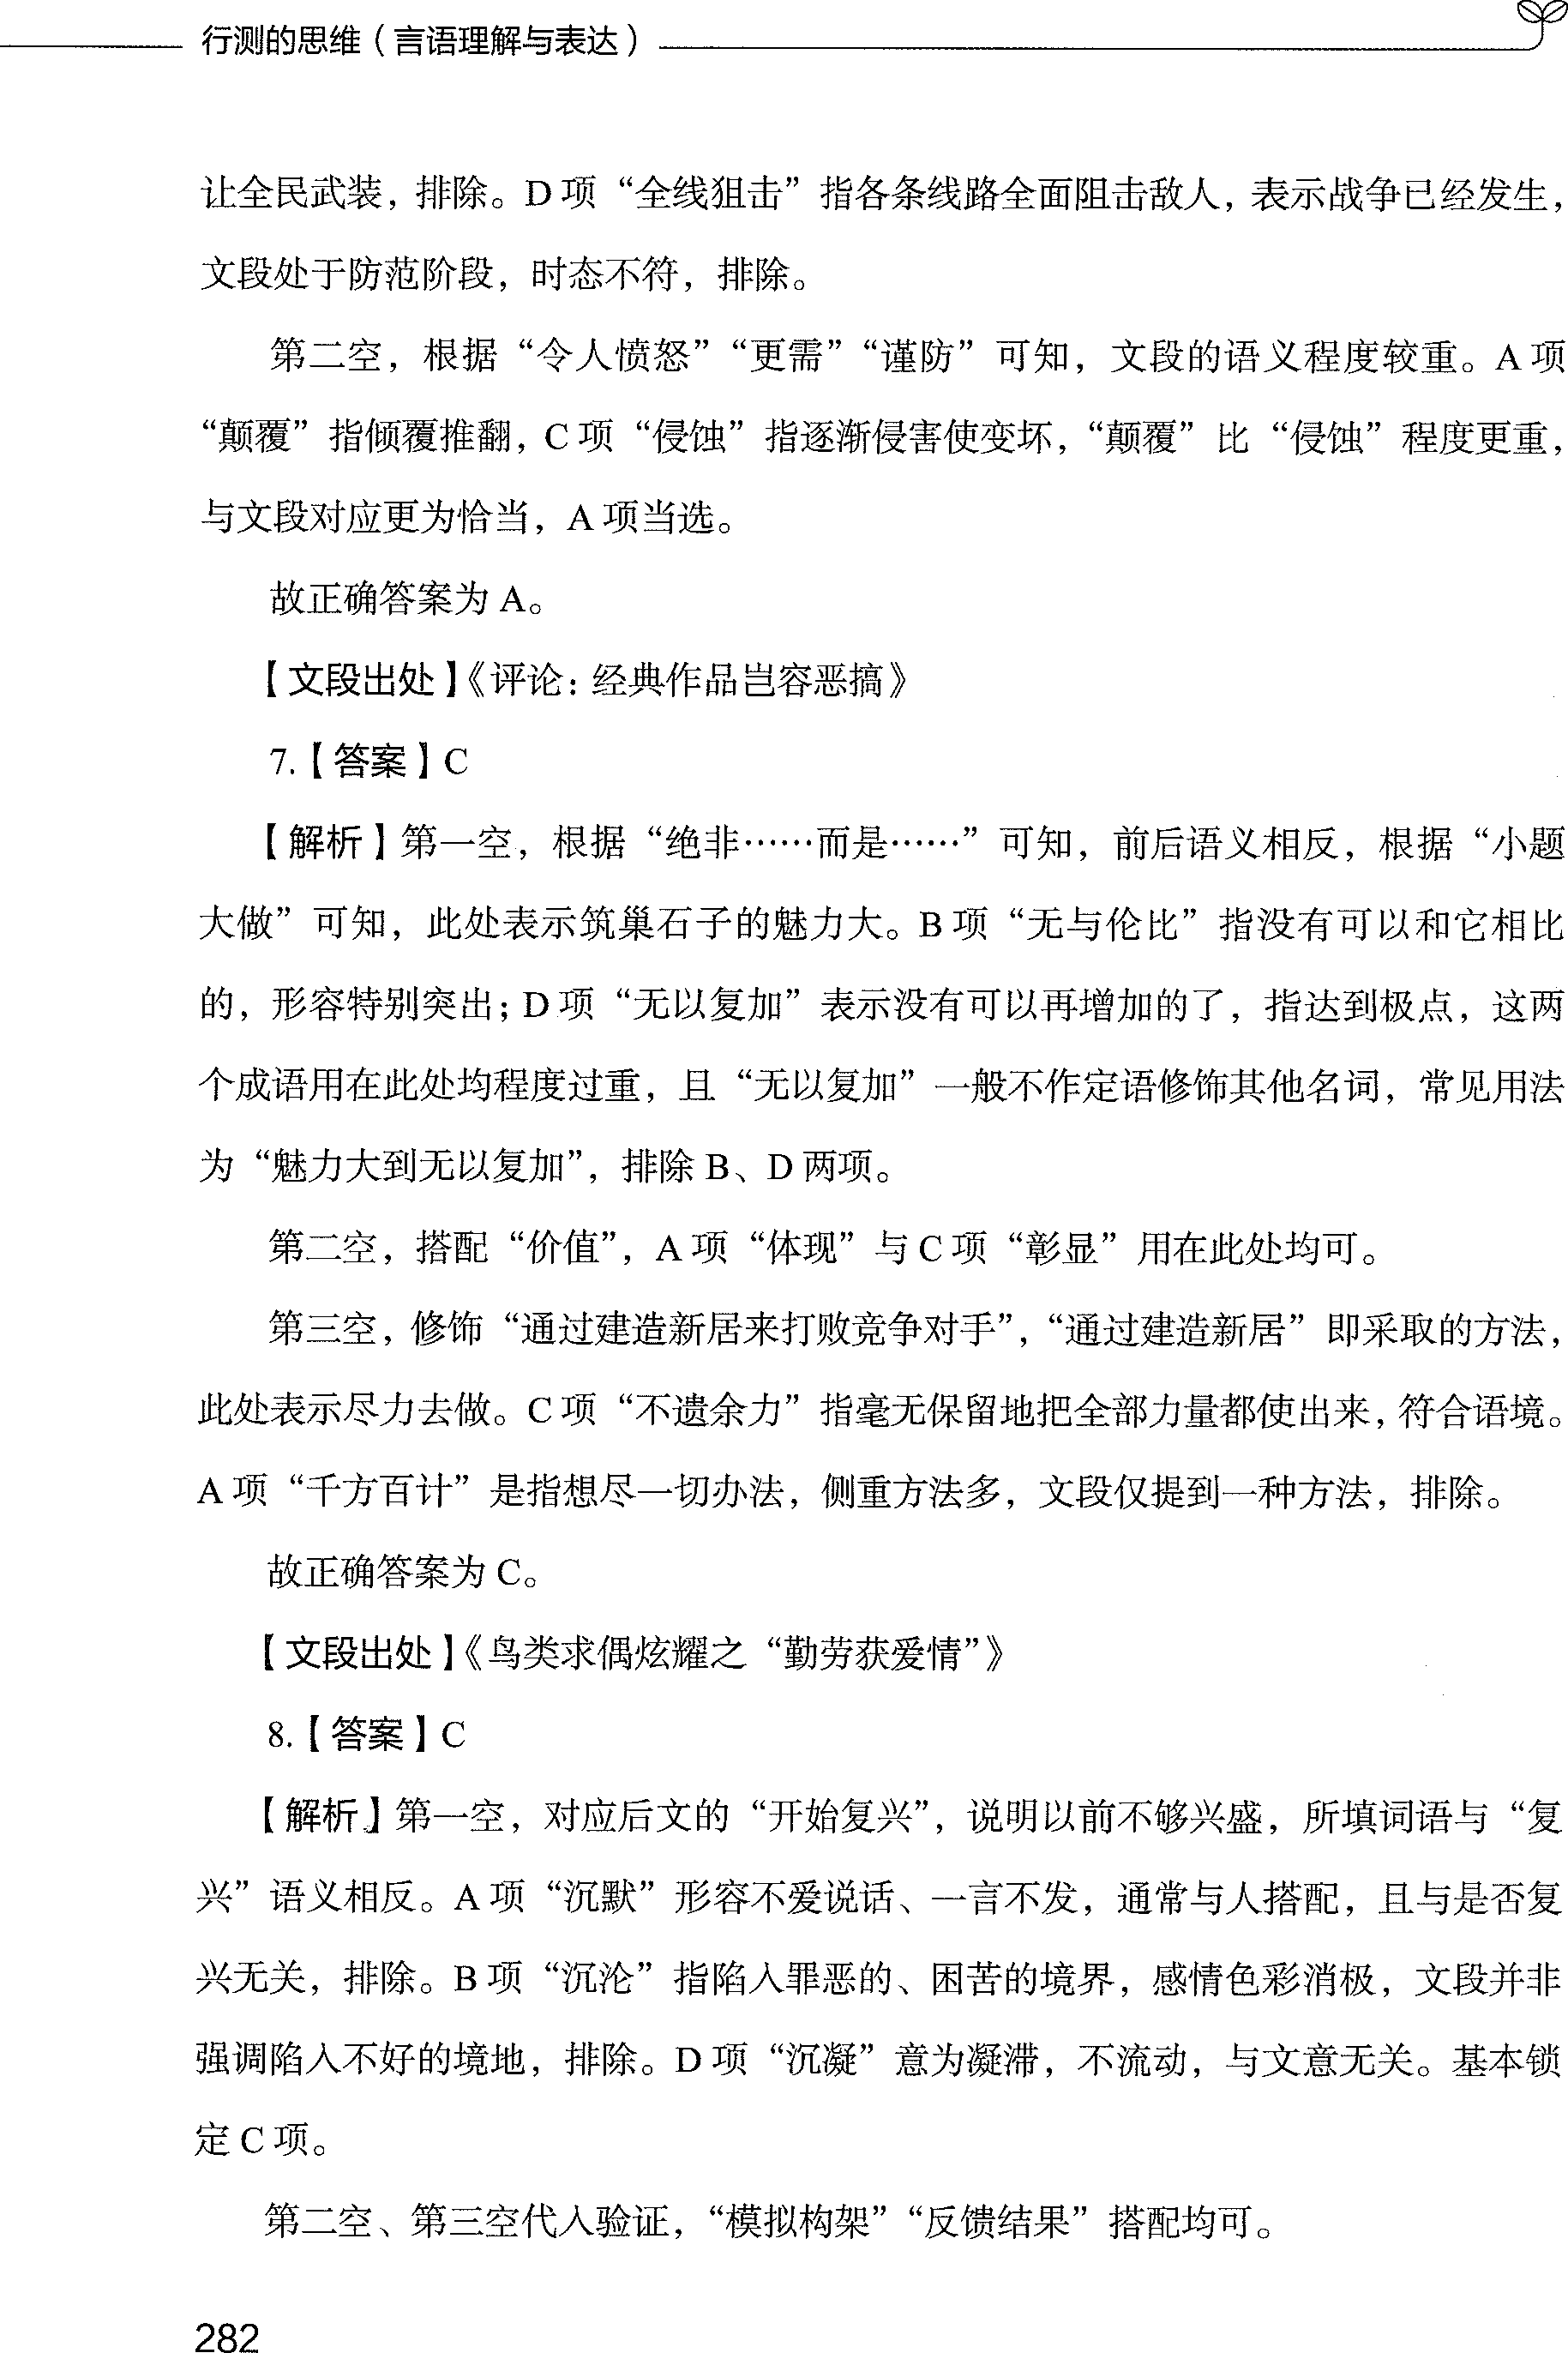 行测的思维（言语理解与表达）
让全民武装，排除。D 项“全线狙击”指各条线路全面阻击敌人，表示战争已经发生，
文段处于防范阶段，时态不符，排除。
第二空，根据“令人愤怒”“更需”“谨防”可知，文段的语义程度较重。A 项
“颠覆”指倾覆推翻，C 项“侵蚀”指逐渐侵害使变坏，“颠覆”比“侵蚀”程度更重，
与文段对应更为恰当，A 项当选。
故正确答案为 A。
【文段出处】《评论：经典作品岂容恶搞》
7.【答案】C
【解析】第一空，根据“绝非……而是……”可知，前后语义相反，根据“小题
大做”可知，此处表示筑巢石子的魅力大。B 项“无与伦比”指没有可以和它相比
的，形容特别突出；D 项“无以复加”表示没有可以再增加的了，指达到极点，这两
个成语用在此处均程度过重，且“无以复加”一般不作定语修饰其他名词，常见用法
为“魅力大到无以复加”，排除 B、D 两项。
第二空，搭配“价值”，A 项“体现”与 C 项“彰显”用在此处均可。
第三空，修饰“通过建造新居来打败竞争对手”，“通过建造新居”即采取的方法，
此处表示尽力去做。C 项“不遗余力”指毫无保留地把全部力量都使出来，符合语境。
A 项“千方百计”是指想尽一切办法，侧重方法多，文段仅提到一种方法，排除。
故正确答案为 C。
【文段出处】《鸟类求偶炫耀之“勤劳获爱情”》
8.【答案】C
【解析】第一空，对应后文的“开始复兴”，说明以前不够兴盛，所填词语与“复
兴”语义相反。A 项“沉默”形容不爱说话、一言不发，通常与人搭配，且与是否复
兴无关，排除。B 项“沉沦”指陷入罪恶的、困苦的境界，感情色彩消极，文段并非
强调陷入不好的境地，排除。D 项“沉凝”意为凝滞，不流动，与文意无关。基本锁
定 C 项。
第二空、第三空代入验证，“模拟构架”“反馈结果”搭配均可。
282